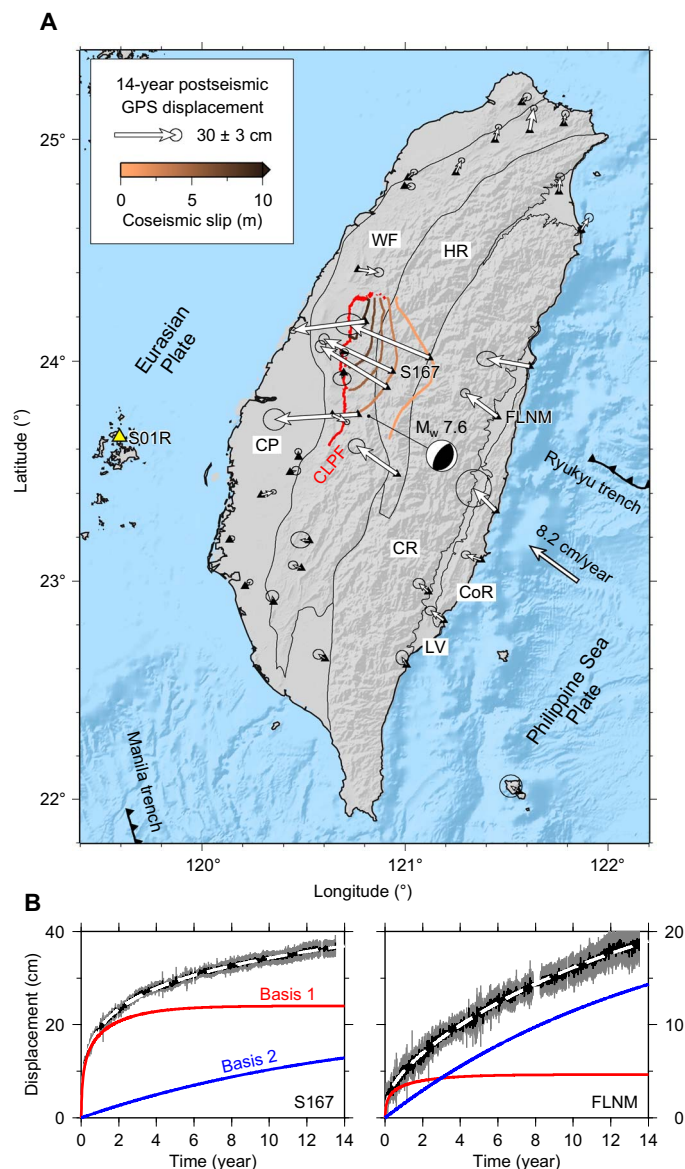 A
14-year postseismic
GPS displacement
30 ± 3 cm
0 5 10
Coseismic slip (m)
25°
24°
23°
22°
Latitude (°)
120° 121° 122°
Longitude (°)
WF
HR
Eurasian
Plate
S167
S01R
FLNM
Mw 7.6
CP
CLPF
Ryukyu
trench
8.2 cm/year
CR
CoR
LV
Philippine Sea
Plate
Manila
trench
B
40
20
0
Displacement (cm)
Basis 1
Basis 2
S167
0 2 4 6 8 10 12 14
Time (year)
20
10
0
FLNM
0 2 4 6 8 10 12 14
Time (year)